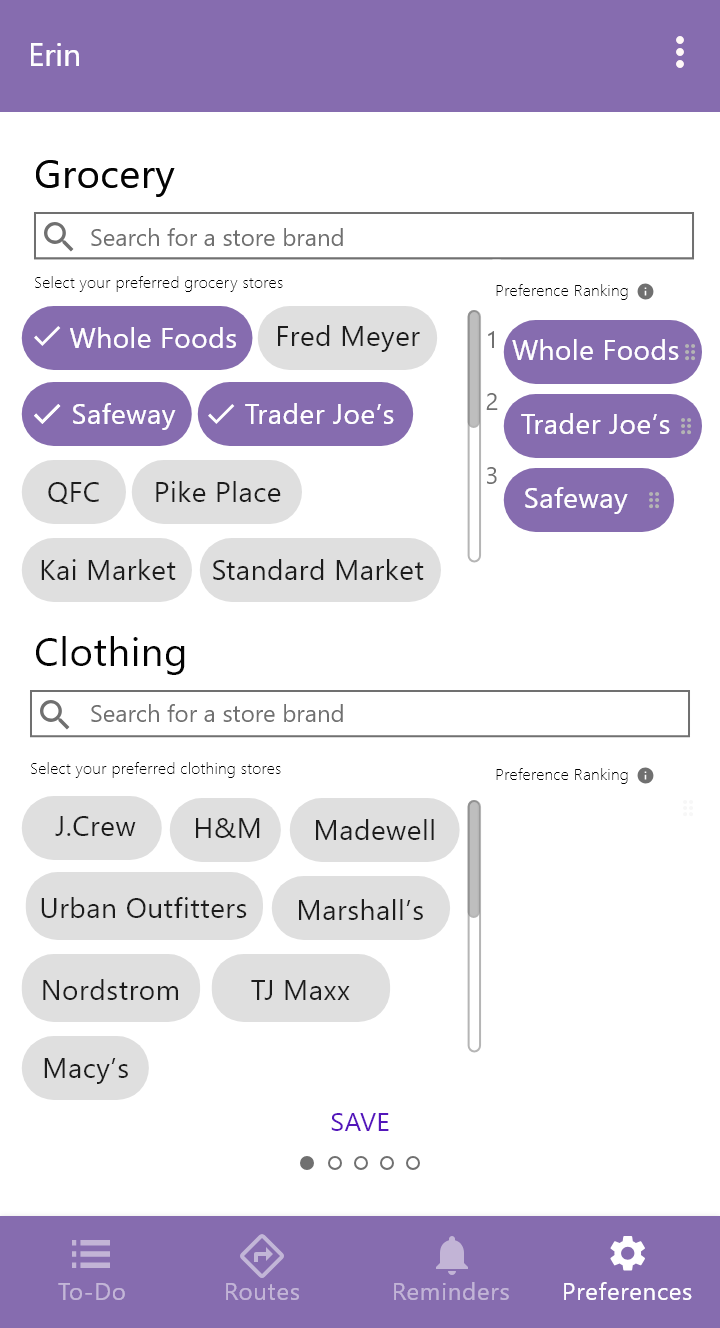 Erin
Grocery
Search for a store brand
Select your preferred grocery stores
Preference Ranking
Whole Foods
Fred Meyer
Safeway
Trader Joe’s
QFC
Pike Place
Kai Market
Standard Market
1
Whole Foods
2
Trader Joe’s
3
Safeway
Clothing
Search for a store brand
Select your preferred clothing stores
Preference Ranking
J.Crew
H&M
Madewell
Urban Outfitters
Marshall’s
Nordstrom
TJ Maxx
Macy’s
SAVE
To-Do
Routes
Reminders
Preferences